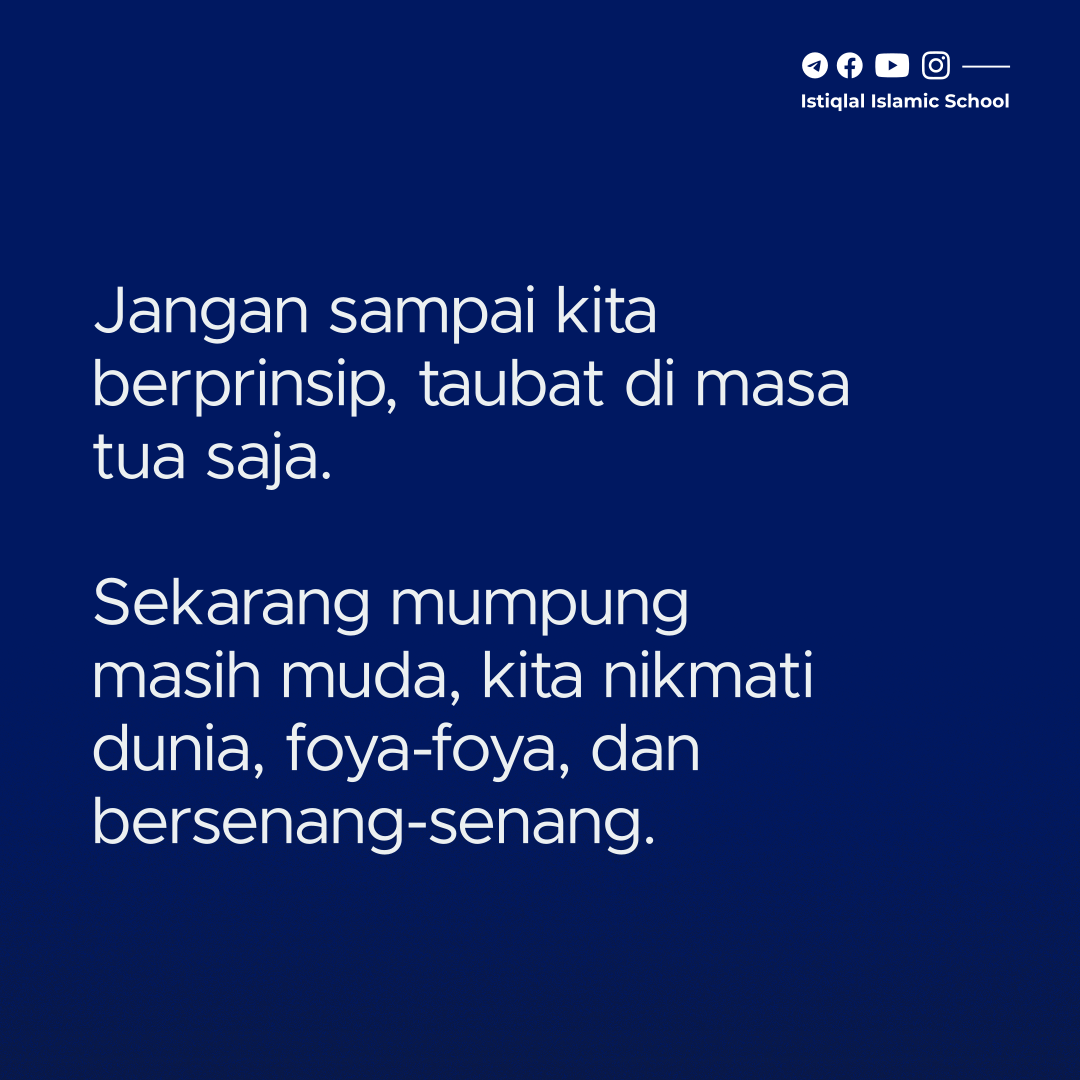 Istiqlal Islamic School
Jangan sampai kita
berprinsip, taubat di masa
tua saja.
Sekarang mumpung
masih muda, kita nikmati
dunia, foya-foya, dan
bersenang-senang.